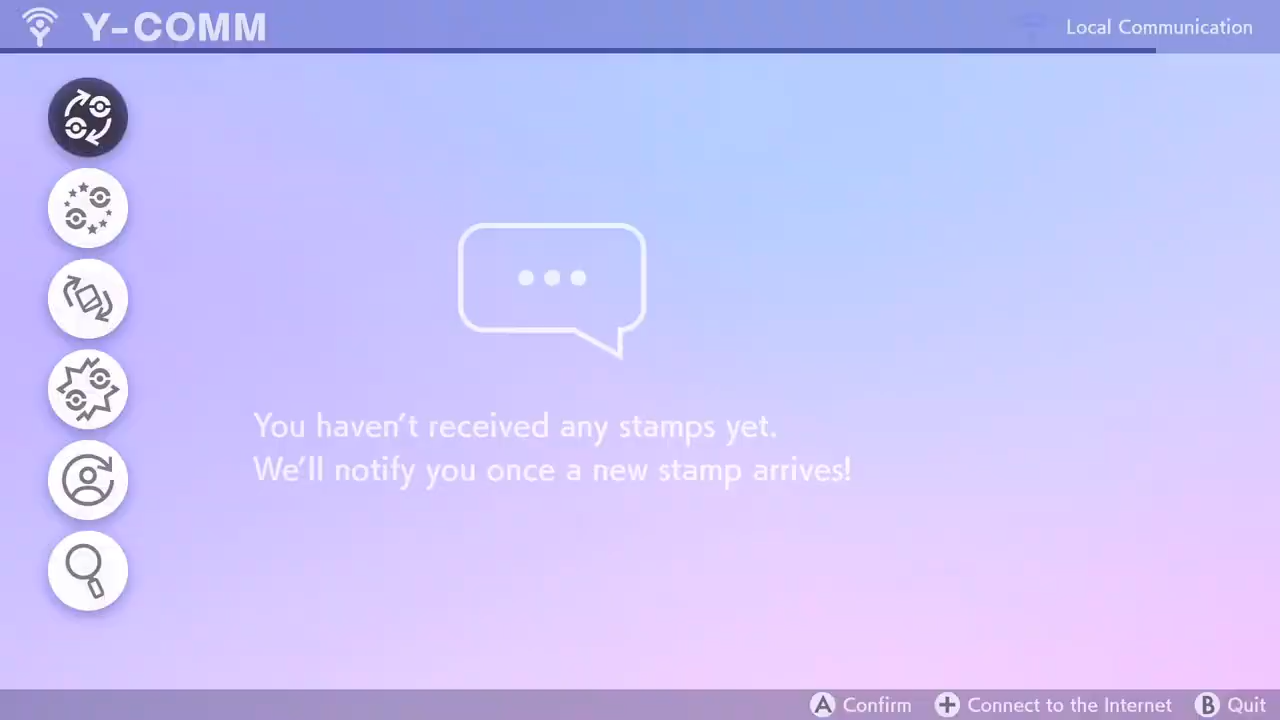 Y-COMM
Local Communication
You haven't received any stamps yet.
We'll notify you once a new stamp arrives!
A Confirm + Connect to the Internet B Quit